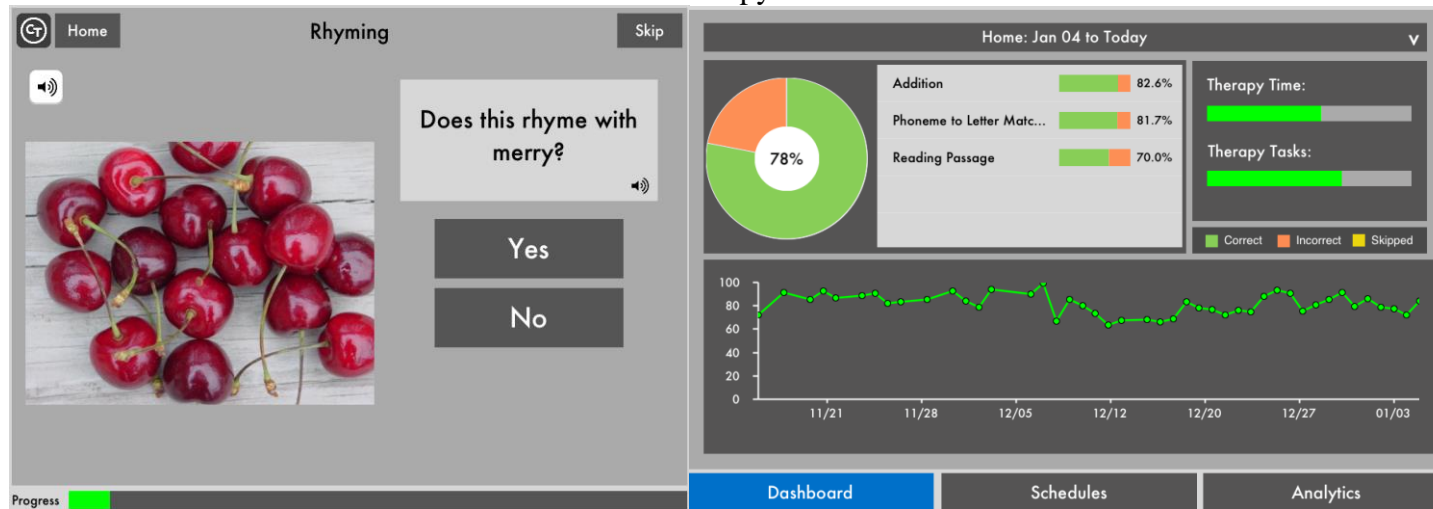 py
CT
Home
Rhyming
Skip
Does this rhyme with
merry?
Yes
No
Progress
Home: Jan 04 to Today
v
78%
Addition
82.6%
Phoneme to Letter Matc...
81.7%
Reading Passage
70.0%
Therapy Time:
Therapy Tasks:
Correct
Incorrect
Skipped
100
80
60
40
20
0
11/21
11/28
12/05
12/12
12/20
12/27
01/03
Dashboard
Schedules
Analytics